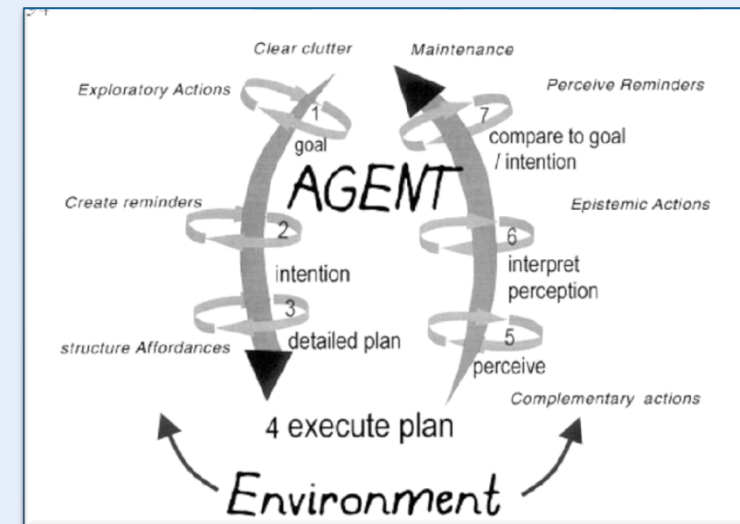 Clear clutter
Maintenance
Exploratory Actions
Perceive Reminders
1
goal
7
compare to goal
/ intention
AGENT
Create reminders
Epistemic Actions
2
intention
6
interpret
perception
3
detailed plan
5
perceive
structure Affordances
Complementary actions
4 execute plan
Environment